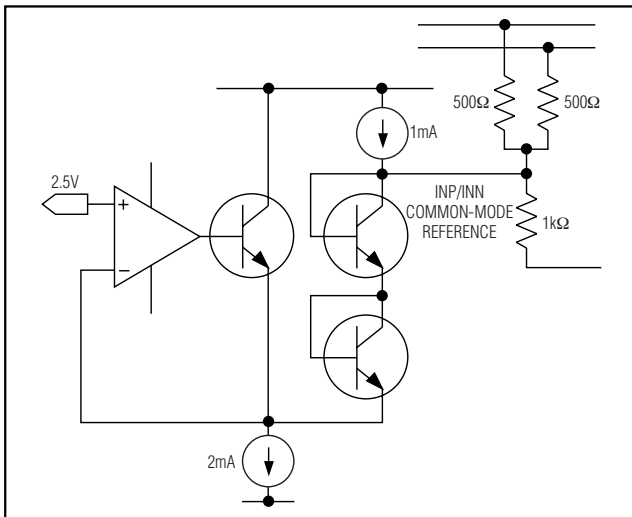 500Ω
500Ω
1mA
2.5V
+
INP/INN
COMMON-MODE
REFERENCE
1kΩ
−
2mA